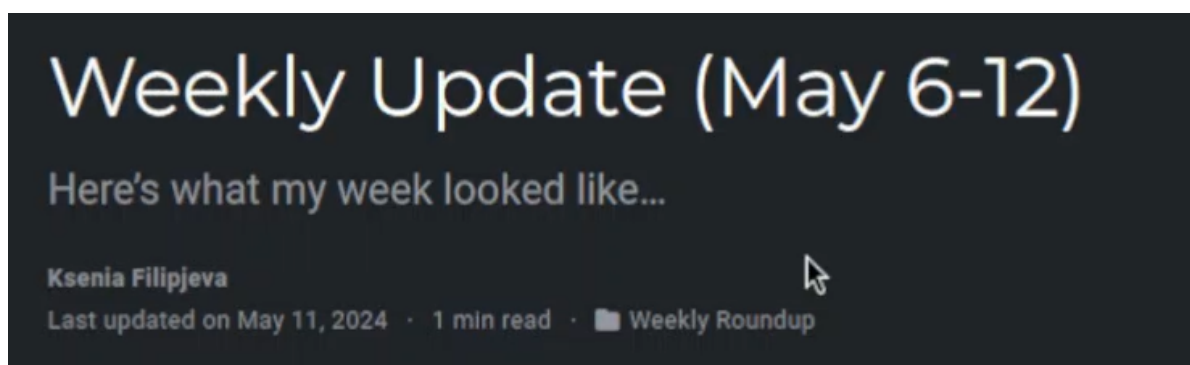 Weekly Update (May 6-12)
Here’s what my week looked like…
Ksenia Filipjeva
Last updated on May 11, 2024 · 1 min read · Weekly Roundup